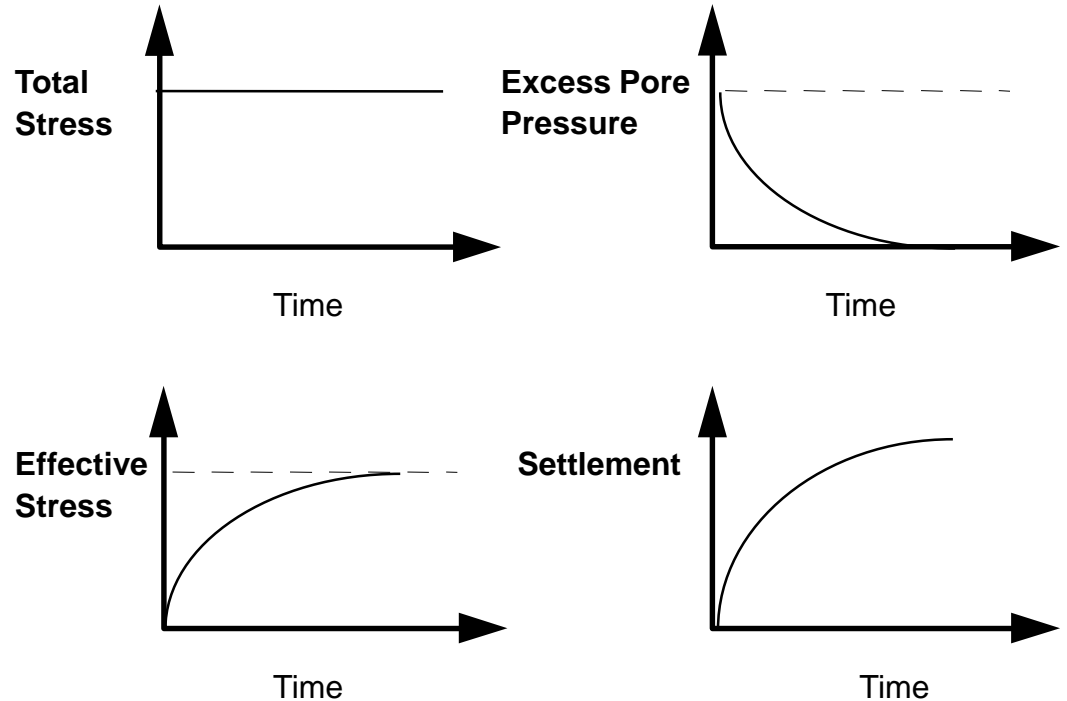 Total
Stress
Time
Excess Pore
Pressure
Time
Effective
Stress
Time
Settlement
Time